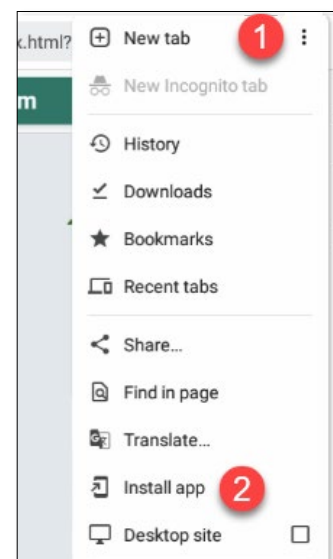 x.html?
New tab
1
m
New Incognito tab
History
Downloads
Bookmarks
Recent tabs
Share...
Find in page
Translate...
Install app
2
Desktop site